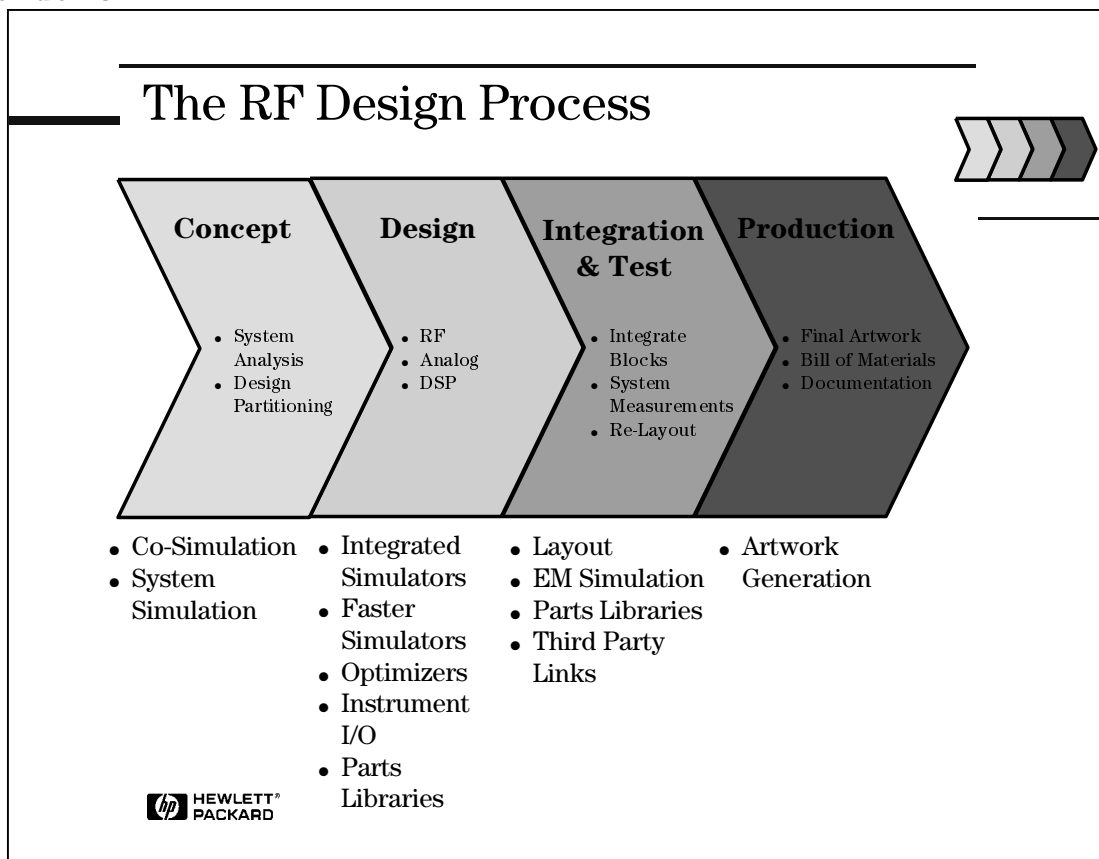 The RF Design Process
Concept
• System
Analysis
• Design
Partitioning
Design
• RF
• Analog
• DSP
Integration
& Test
• Integrate
Blocks
• System
Measurements
• Re-Layout
Production
• Final Artwork
• Bill of Materials
• Documentation
• Co-Simulation
• System
Simulation
• Integrated
Simulators
• Faster
Simulators
• Optimizers
• Instrument
I/O
• Parts
Libraries
• Layout
• EM Simulation
• Parts Libraries
• Third Party
Links
• Artwork
Generation
hp HEWLETT®
PACKARD